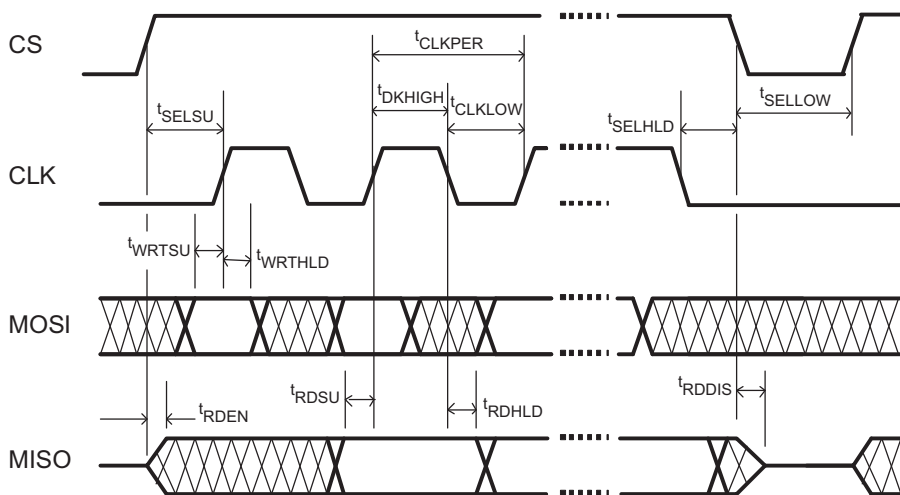 CS
tCLKPER
tDKHIGH
tCLKLOW
tSELSU
tSELHLD
tSELLOW
CLK
tWRTSU
tWRTHLD
MOSI
tRDSU
tRDHLD
tRDDIS
tRDEN
MISO